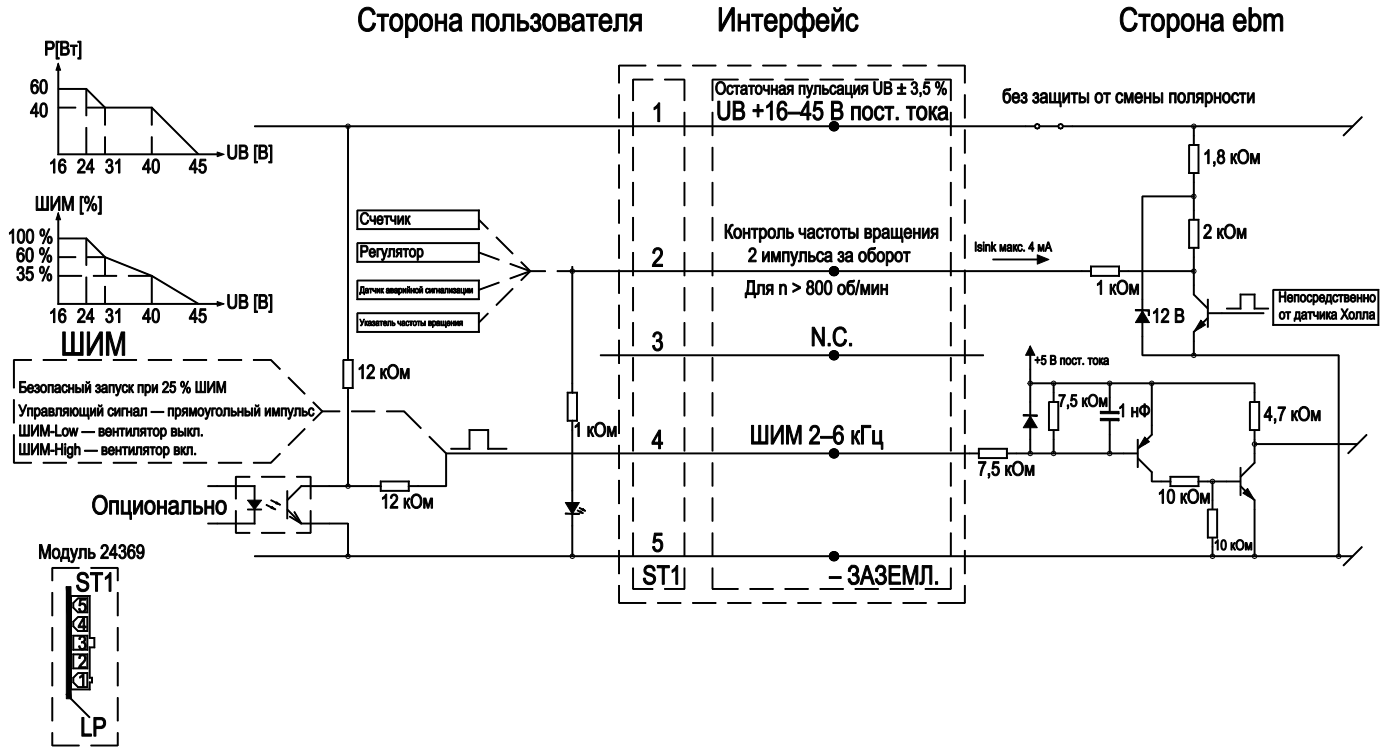 Сторона пользователя
Интерфейс
Сторона ebm
P[Вт]
60
40
16 24 31 40 45
UB [В]
ШИМ [%]
100 %
60 %
35 %
16 24 31 40 45
UB [В]
ШИМ
Безопасный запуск при 25 % ШИМ
Управляющий сигнал — прямоугольный импульс
ШИМ-Low — вентилятор выкл.
ШИМ-High — вентилятор вкл.
Опционально
12 кОм
12 кОм
Счетчик
Регулятор
Датчик аварийной сигнализации
Указатель частоты вращения
1 кОм
1
Остаточная пульсация UB ± 3,5 %
UB +16–45 В пост. тока
2
Контроль частоты вращения
2 импульса за оборот
Для n > 800 об/мин
3
N.C.
4
ШИМ 2–6 кГц
5
ST1
– ЗАЗЕМЛ.
без защиты от смены полярности
1,8 кОм
2 кОм
Isink макс. 4 мА
1 кОм
12 В
Непосредственно
от датчика Холла
+5 В пост. тока
7,5 кОм
1 нФ
4,7 кОм
7,5 кОм
10 кОм
10 кОм
Модуль 24369
ST1
5
4
3
2
1
LP